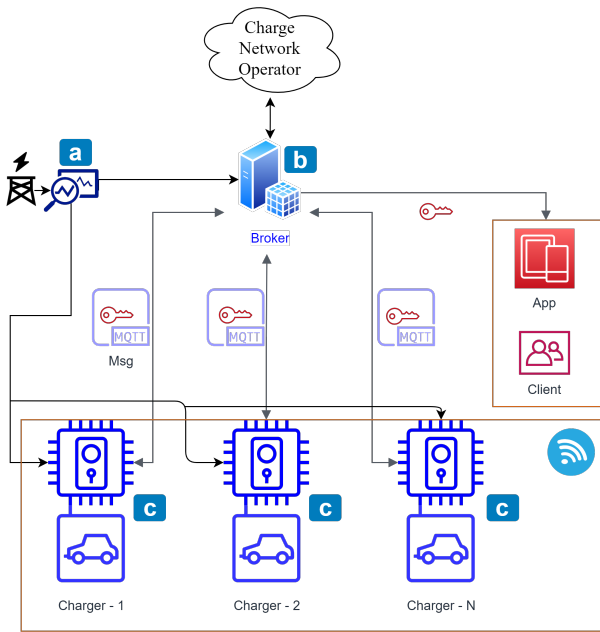 Charge
Network
Operator
a
b
Broker
App
MQTT
MQTT
MQTT
Msg
Client
c
c
c
Charger - 1
Charger - 2
Charger - N